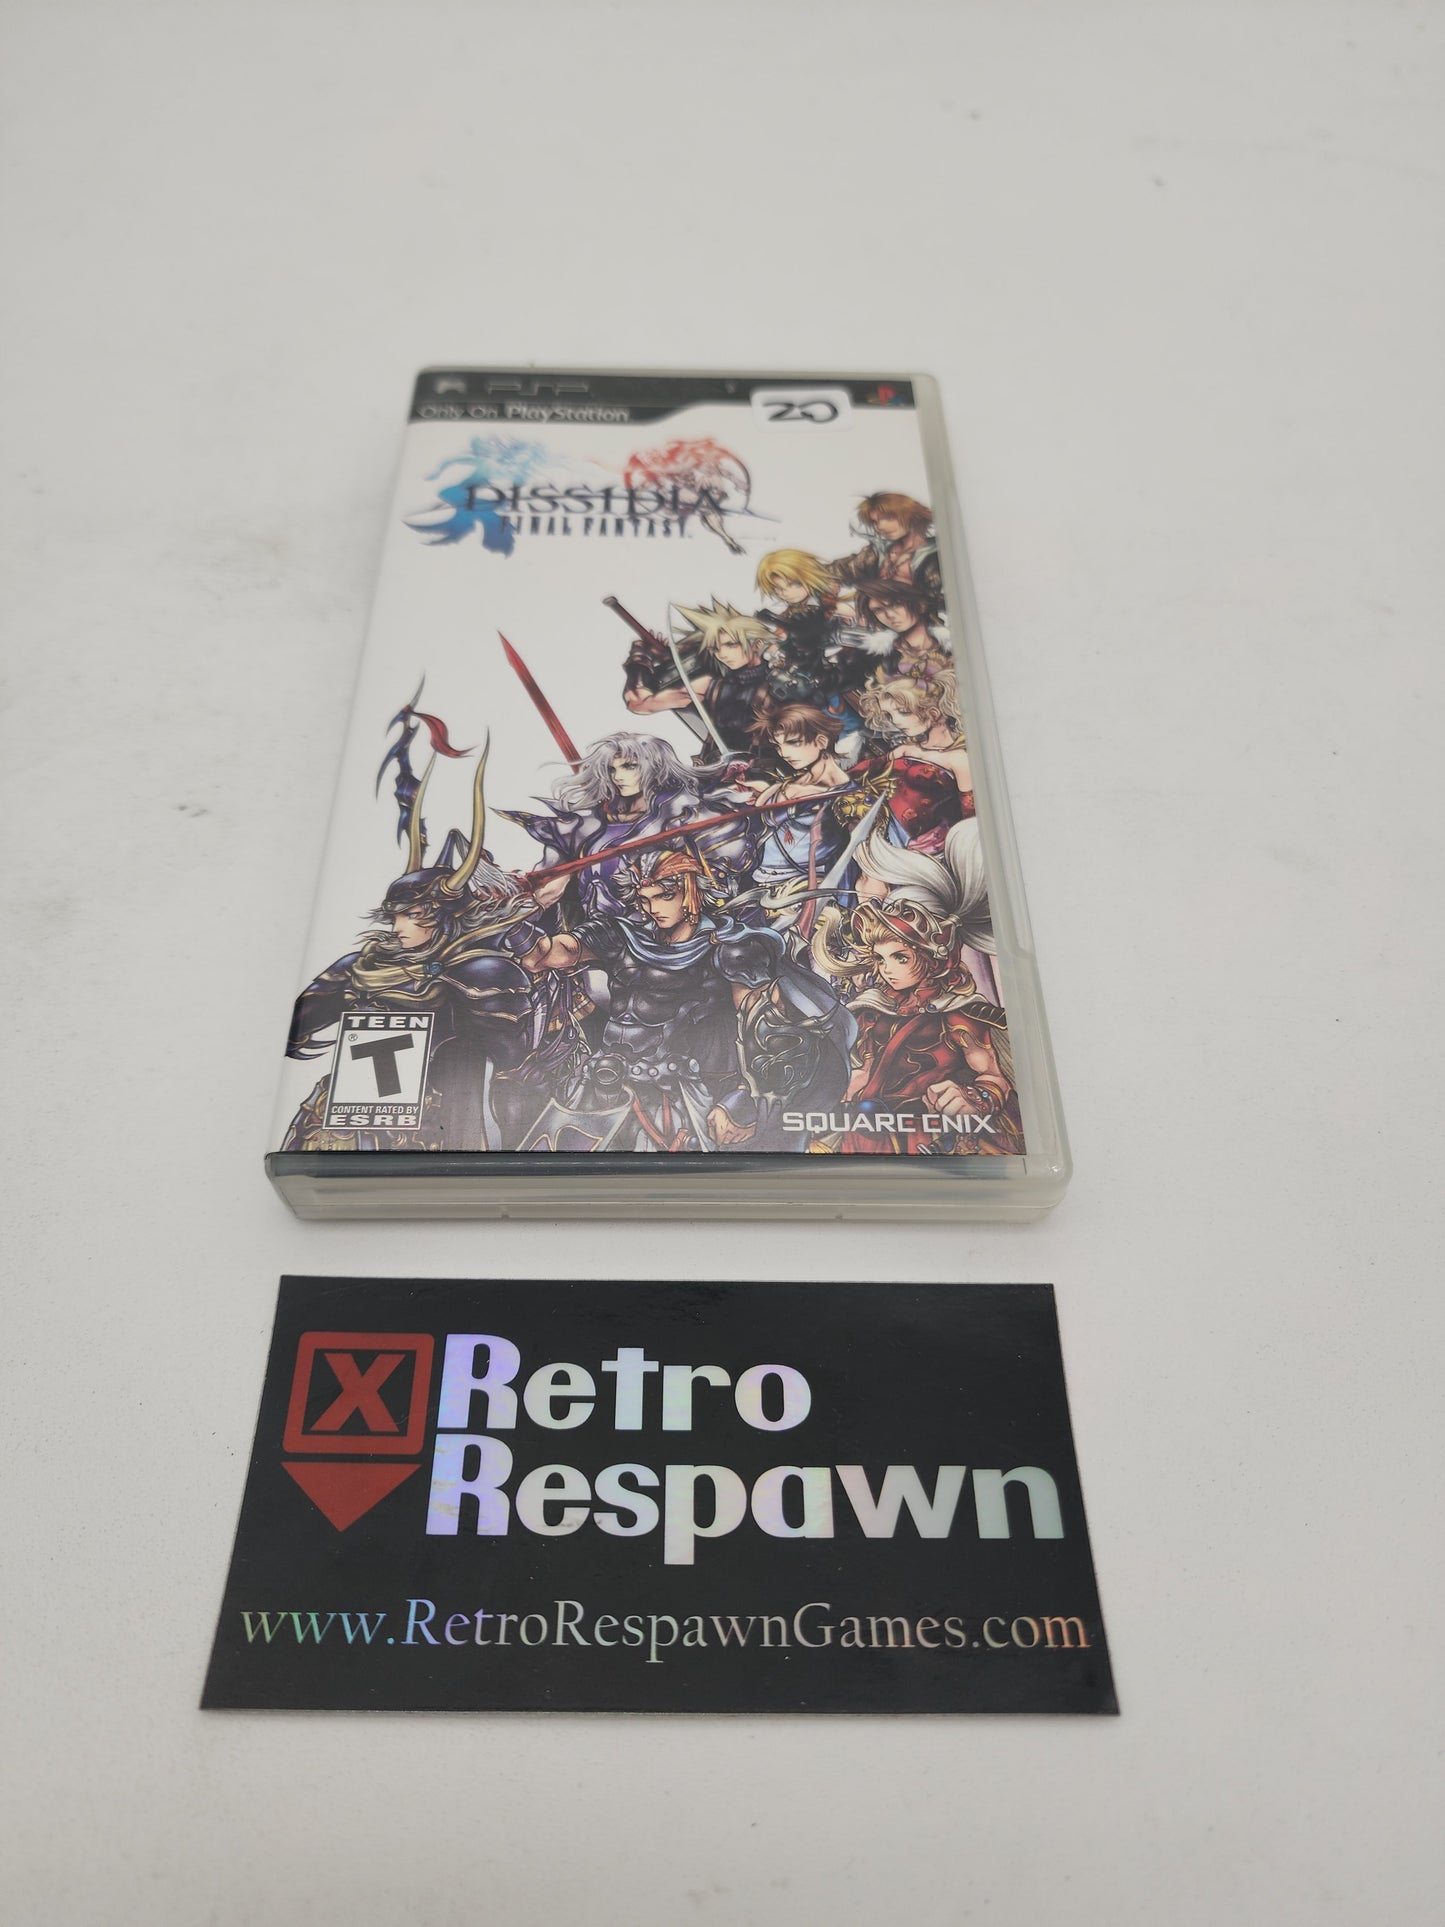 PSP
Only On PlayStation
20
DISSIDIA
FINAL FANTASY
TEEN
T
CONTENT RATED BY
ESRB
SQUARE ENIX
X
Retro
Respawn
www.RetroRespawnGames.com